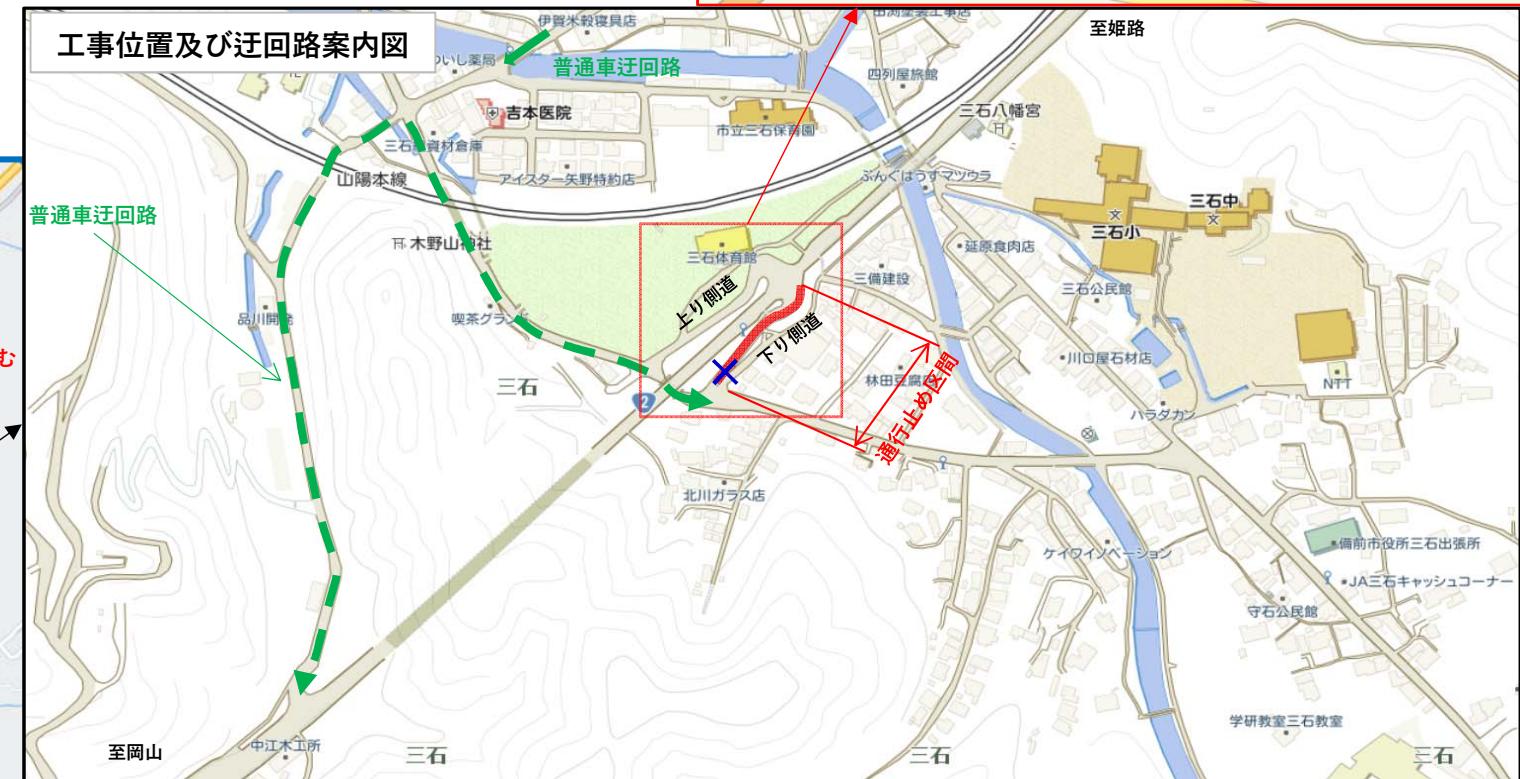 工事位置及び迂回路案内図
伊賀米穀寝具店
至姫路
普通車迂回路
四列屋旅館
吉本医院
三石八幡宮
市立三石保育園
山陽本線
アイスター矢野特約店
ぶんぐはうすマツウラ
三石中
三石小
普通車迂回路
木野山神社
三石体育館
延原食肉店
三備建設
三石公民館
上り側道
品川開発
喫茶グランド
下り側道
川口屋石材店
む
三石
2
通行止め区間
NTT
ハラダカン
北川ガラス店
ケイワイノベーション
備前市役所三石出張所
JA三石キャッシュコーナー
守石公民館
学研教室三石教室
至岡山
中江木工所
三石
三石
三石